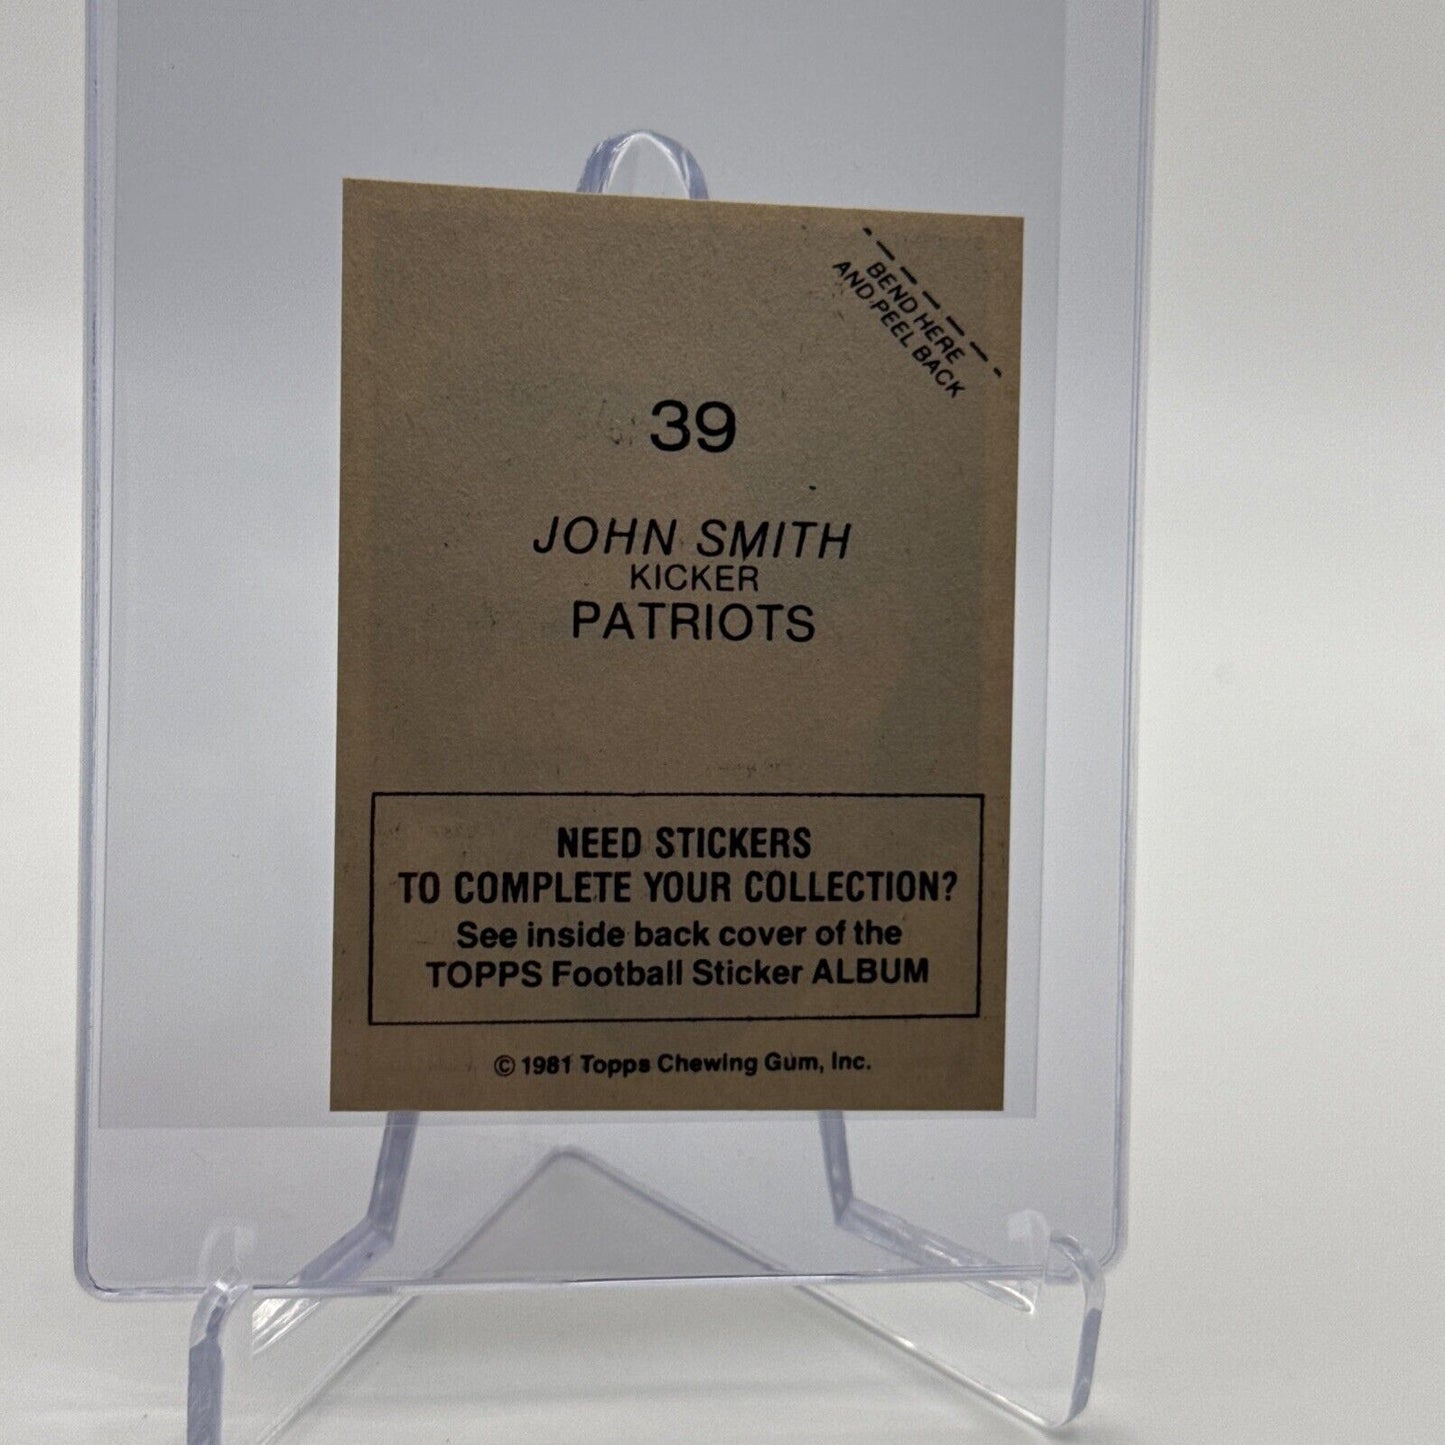 BEND HERE
AND PEEL BACK
39
JOHN SMITH
KICKER
PATRIOTS
NEED STICKERS
TO COMPLETE YOUR COLLECTION?
See inside back cover of the
TOPPS Football Sticker ALBUM
© 1981 Topps Chewing Gum, Inc.